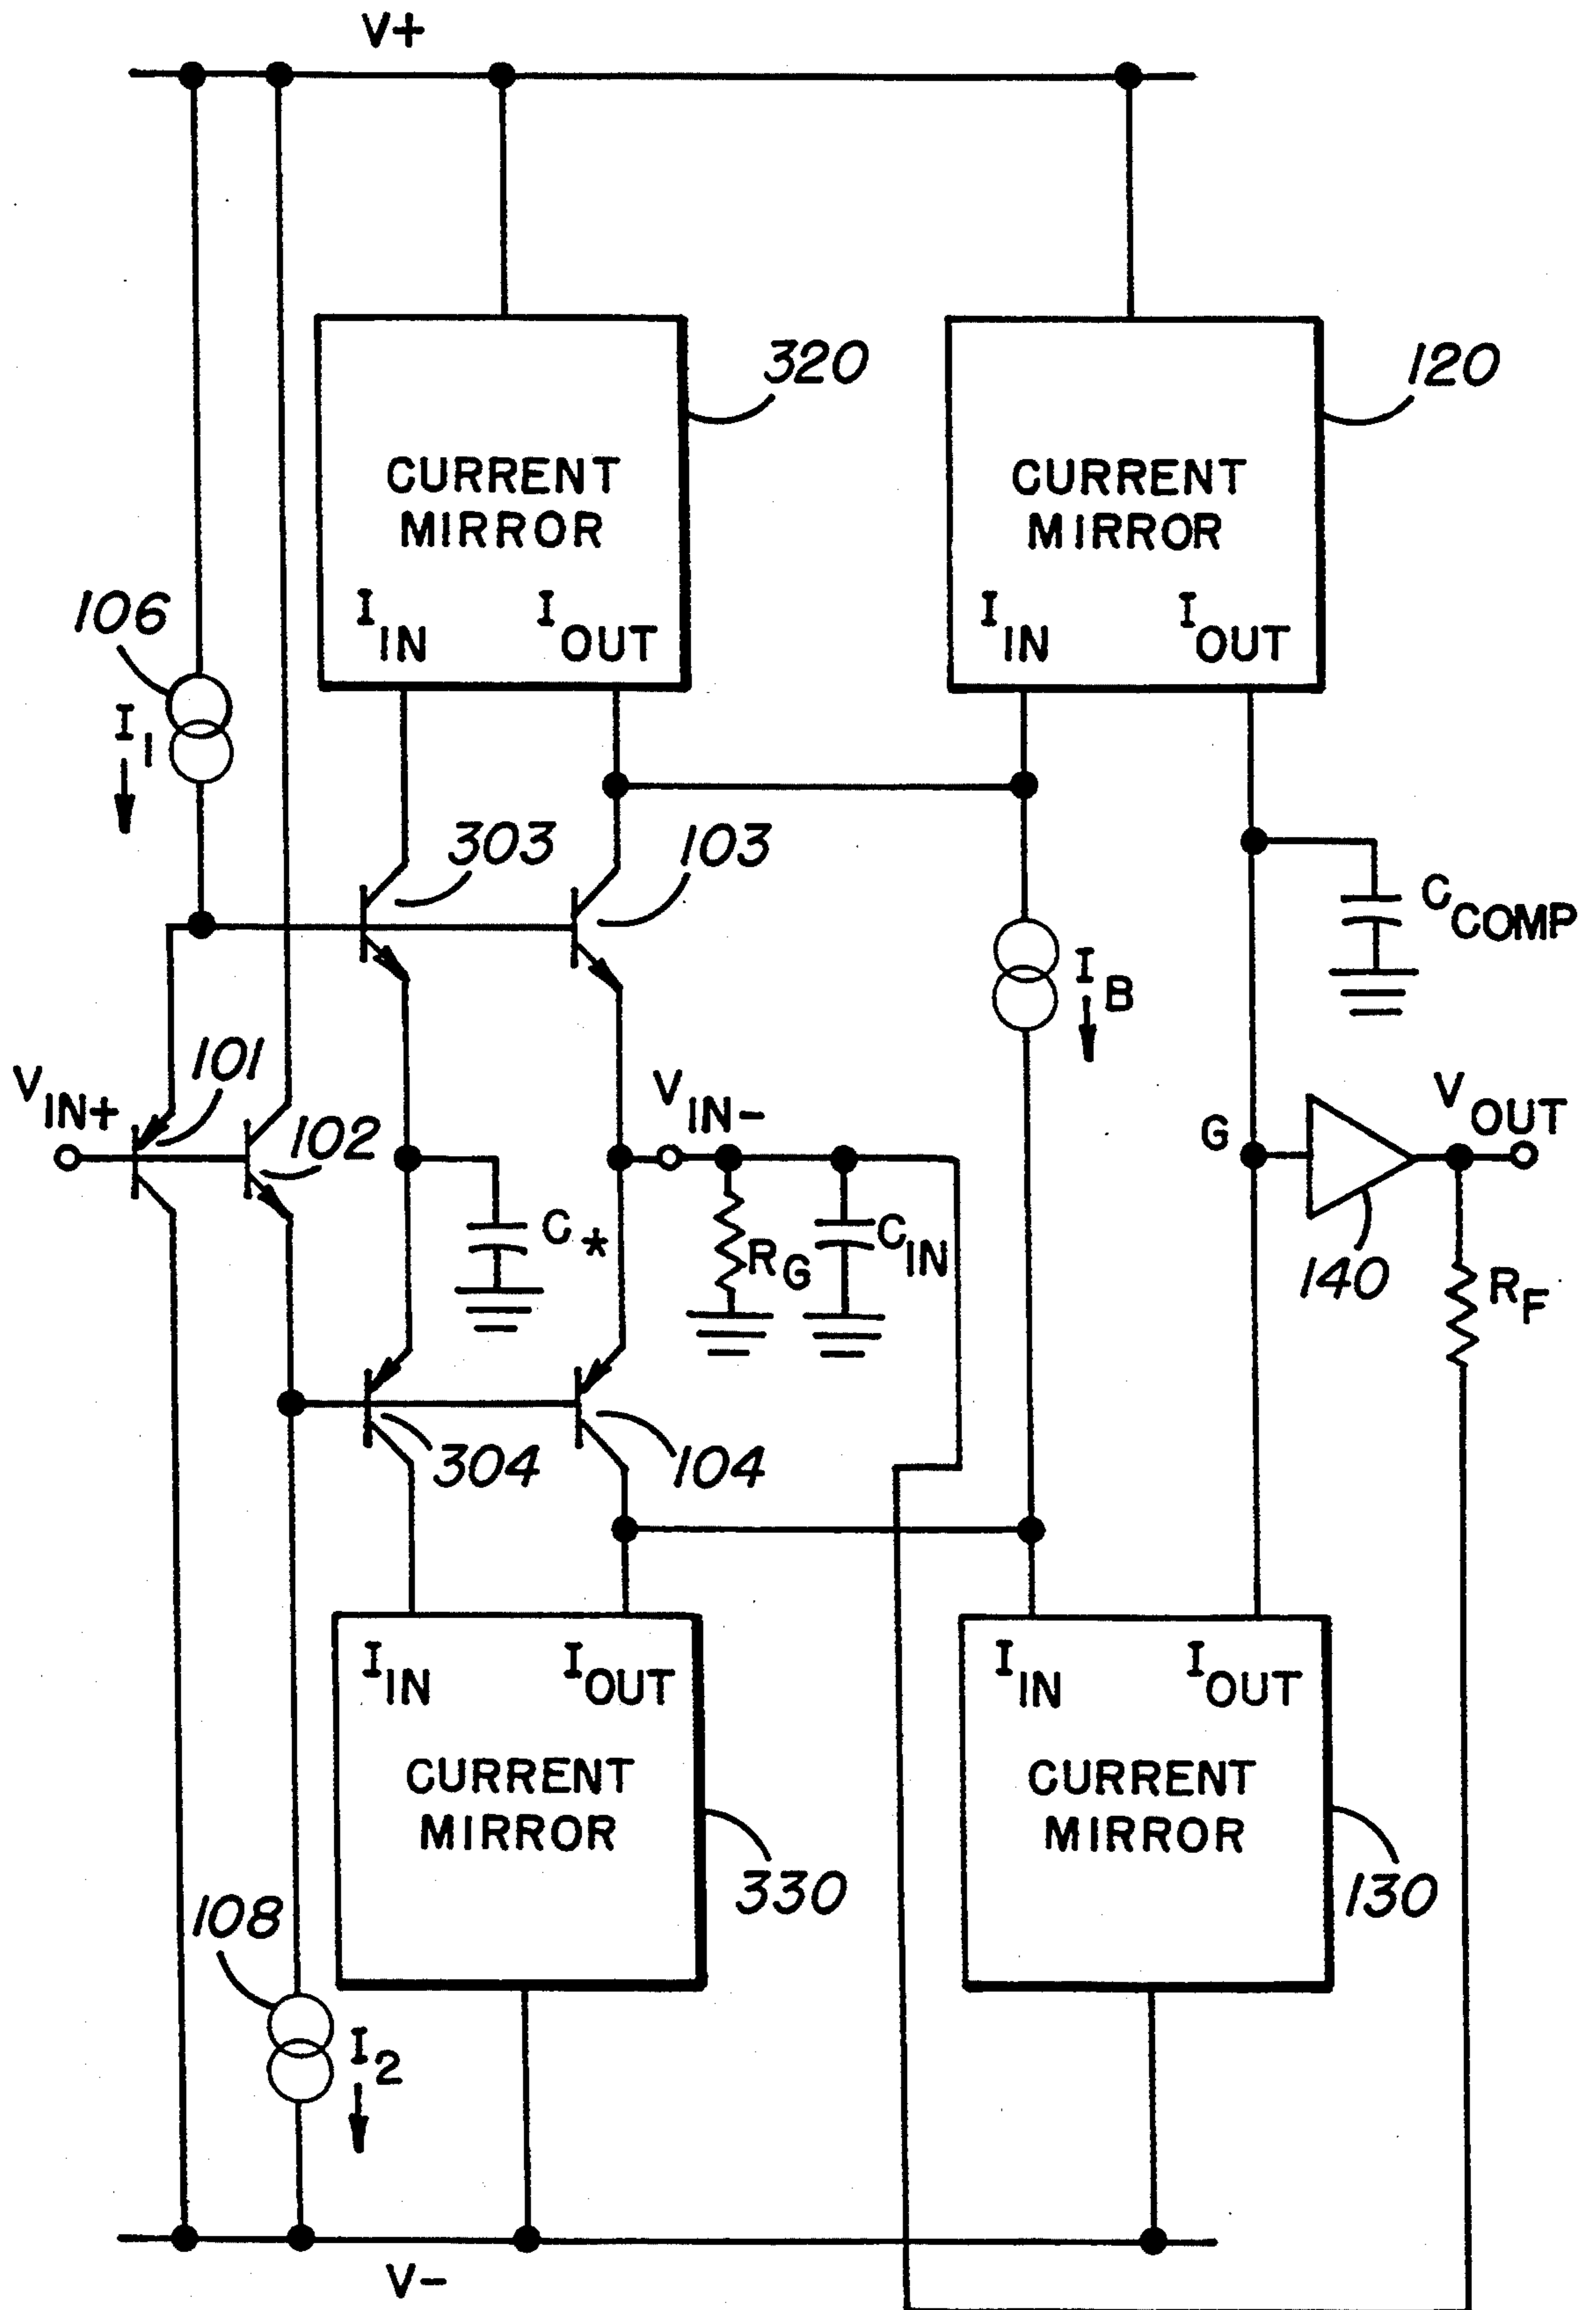 V+
320
120
CURRENT
MIRROR
CURRENT
MIRROR
106
I IN
I OUT
I IN
I OUT
I1
303
103
CCOMP
IB
101
VIN+
102
VIN-
G
VOUT
C*
RG
CIN
140
RF
304
104
I IN
I OUT
I IN
I OUT
CURRENT
MIRROR
CURRENT
MIRROR
330
130
108
I2
V-